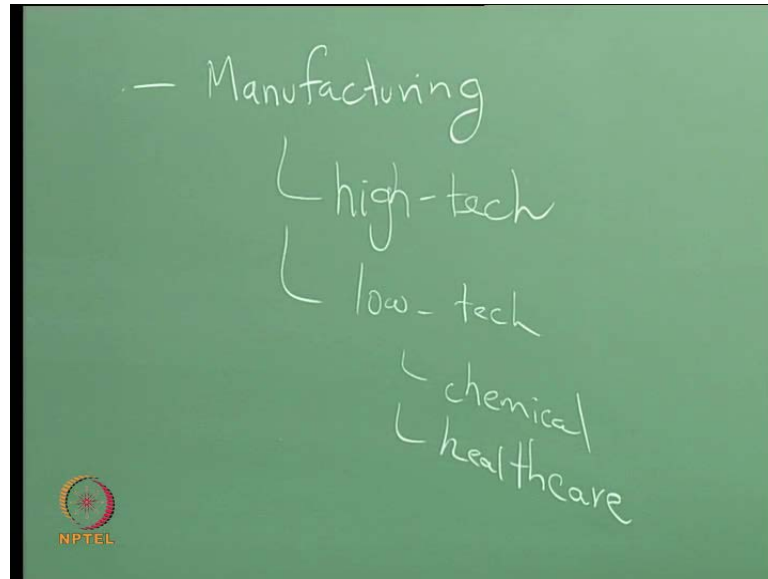 - Manufacturing
high-tech
low-tech
chemical
healthcare
NPTEL